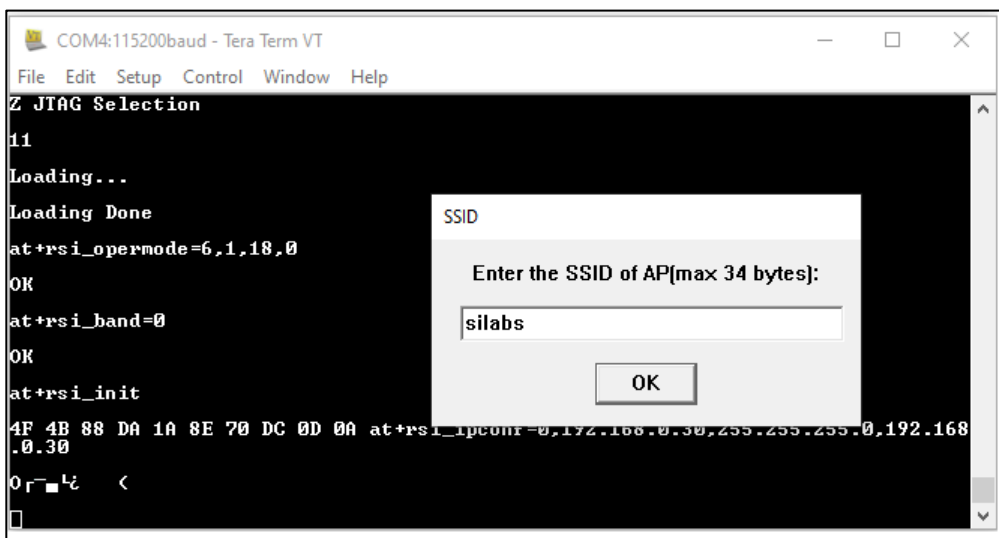 COM4:115200baud - Tera Term VT
File Edit Setup Control Window Help
Z JTAG Selection
11
Loading...
Loading Done
at+rsi_opermode=6,1,18,0
OK
at+rsi_band=0
OK
at+rsi_init
4F 4B 88 DA 1A 8E 70 DC 0D 0A at+rsi_ipconf=0,192.168.0.30,255.255.255.0,192.168
.0.30
SSID
Enter the SSID of AP(max 34 bytes):
silabs
OK